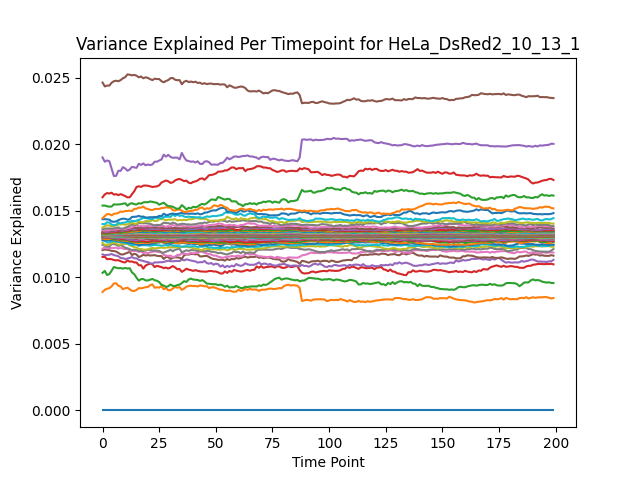 Variance Explained Per Timepoint for HeLa_DsRed2_10_13_1
Variance Explained
0.025
0.020
0.015
0.010
0.005
0.000
0 25 50 75 100 125 150 175 200
Time Point